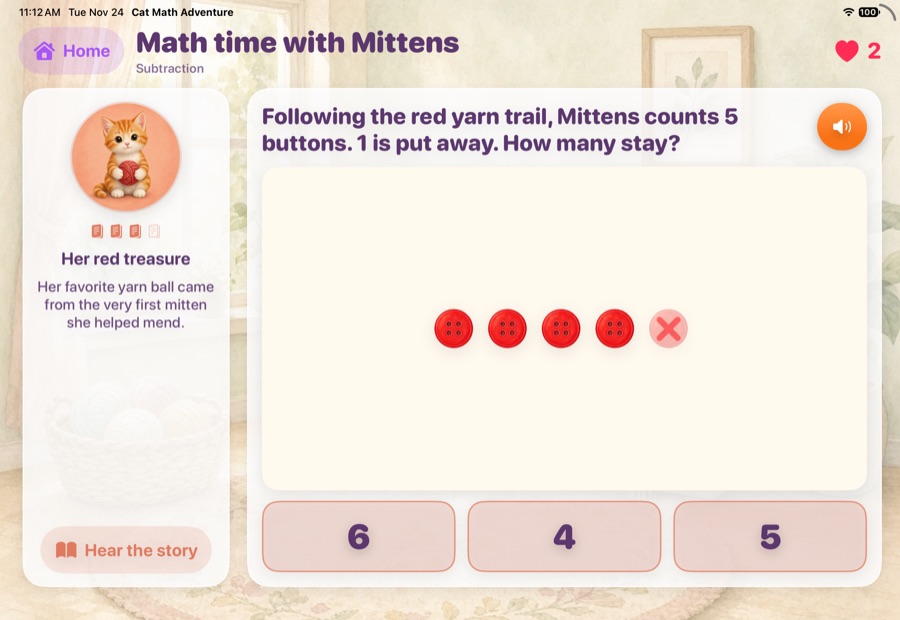 11:12 AM Tue Nov 24 Cat Math Adventure
100
Home
Math time with Mittens
Subtraction
2
Her red treasure
Her favorite yarn ball came
from the very first mitten
she helped mend.
Hear the story
Following the red yarn trail, Mittens counts 5
buttons. 1 is put away. How many stay?
6
4
5